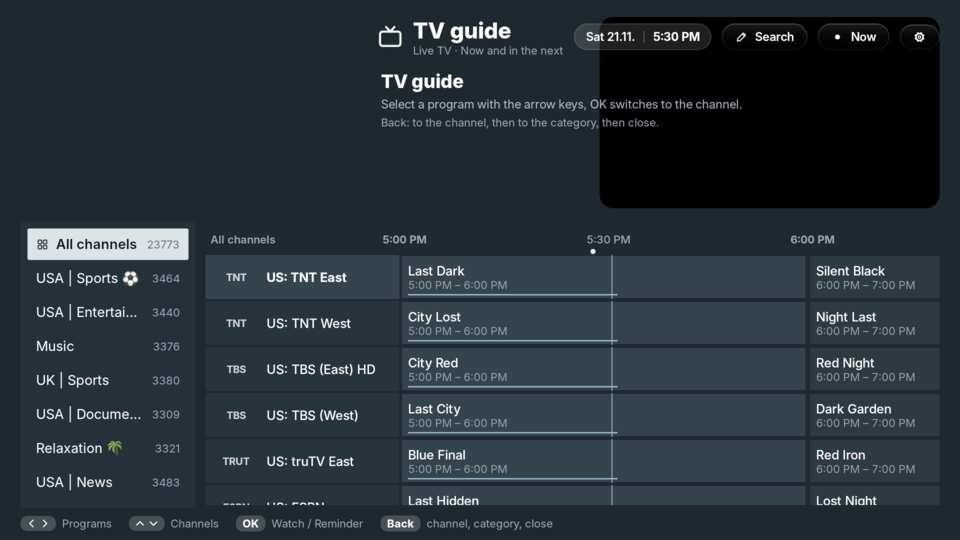 TV guide
Live TV · Now and in the next
Sat 21.11. 5:30 PM
Search
Now
TV guide
Select a program with the arrow keys, OK switches to the channel.
Back: to the channel, then to the category, then close.
All channels 23773
USA | Sports ⚽ 3464
USA | Entertai... 3440
Music 3376
UK | Sports 3380
USA | Docume... 3309
Relaxation 🌴 3321
USA | News 3483
All channels 5:00 PM 5:30 PM 6:00 PM
TNT US: TNT East
Last Dark
5:00 PM – 6:00 PM
Silent Black
6:00 PM – 7:00 PM
TNT US: TNT West
City Lost
5:00 PM – 6:00 PM
Night Last
6:00 PM – 7:00 PM
TBS US: TBS (East) HD
City Red
5:00 PM – 6:00 PM
Red Night
6:00 PM – 7:00 PM
TBS US: TBS (West)
Last City
5:00 PM – 6:00 PM
Dark Garden
6:00 PM – 7:00 PM
TRUT US: truTV East
Blue Final
5:00 PM – 6:00 PM
Red Iron
6:00 PM – 7:00 PM
ESPN US: ESPN
Last Hidden
Lost Night
Programs
Channels
OK Watch / Reminder
Back channel, category, close